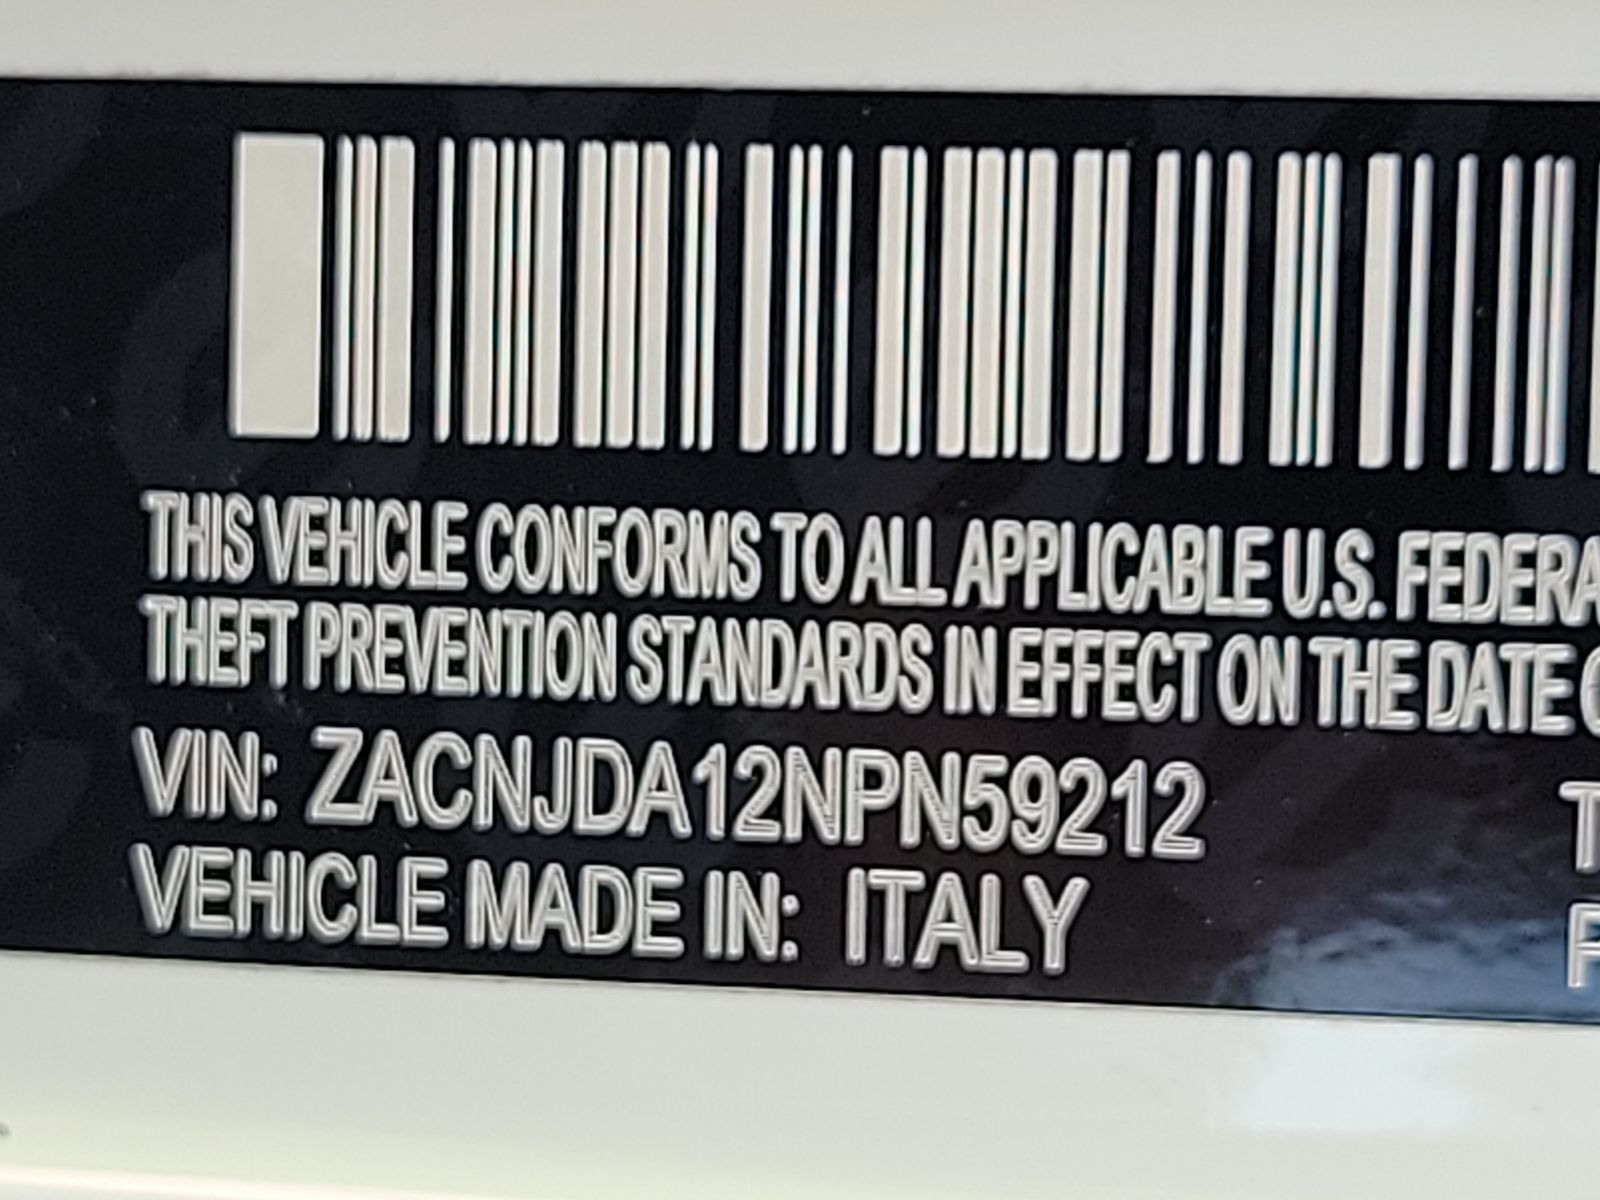 THIS VEHICLE CONFORMS TO ALL APPLICABLE U.S. FEDERA
THEFT PREVENTION STANDARDS IN EFFECT ON THE DATE
VIN: ZACNJDA12NPN59212 T
VEHICLE MADE IN: ITALY